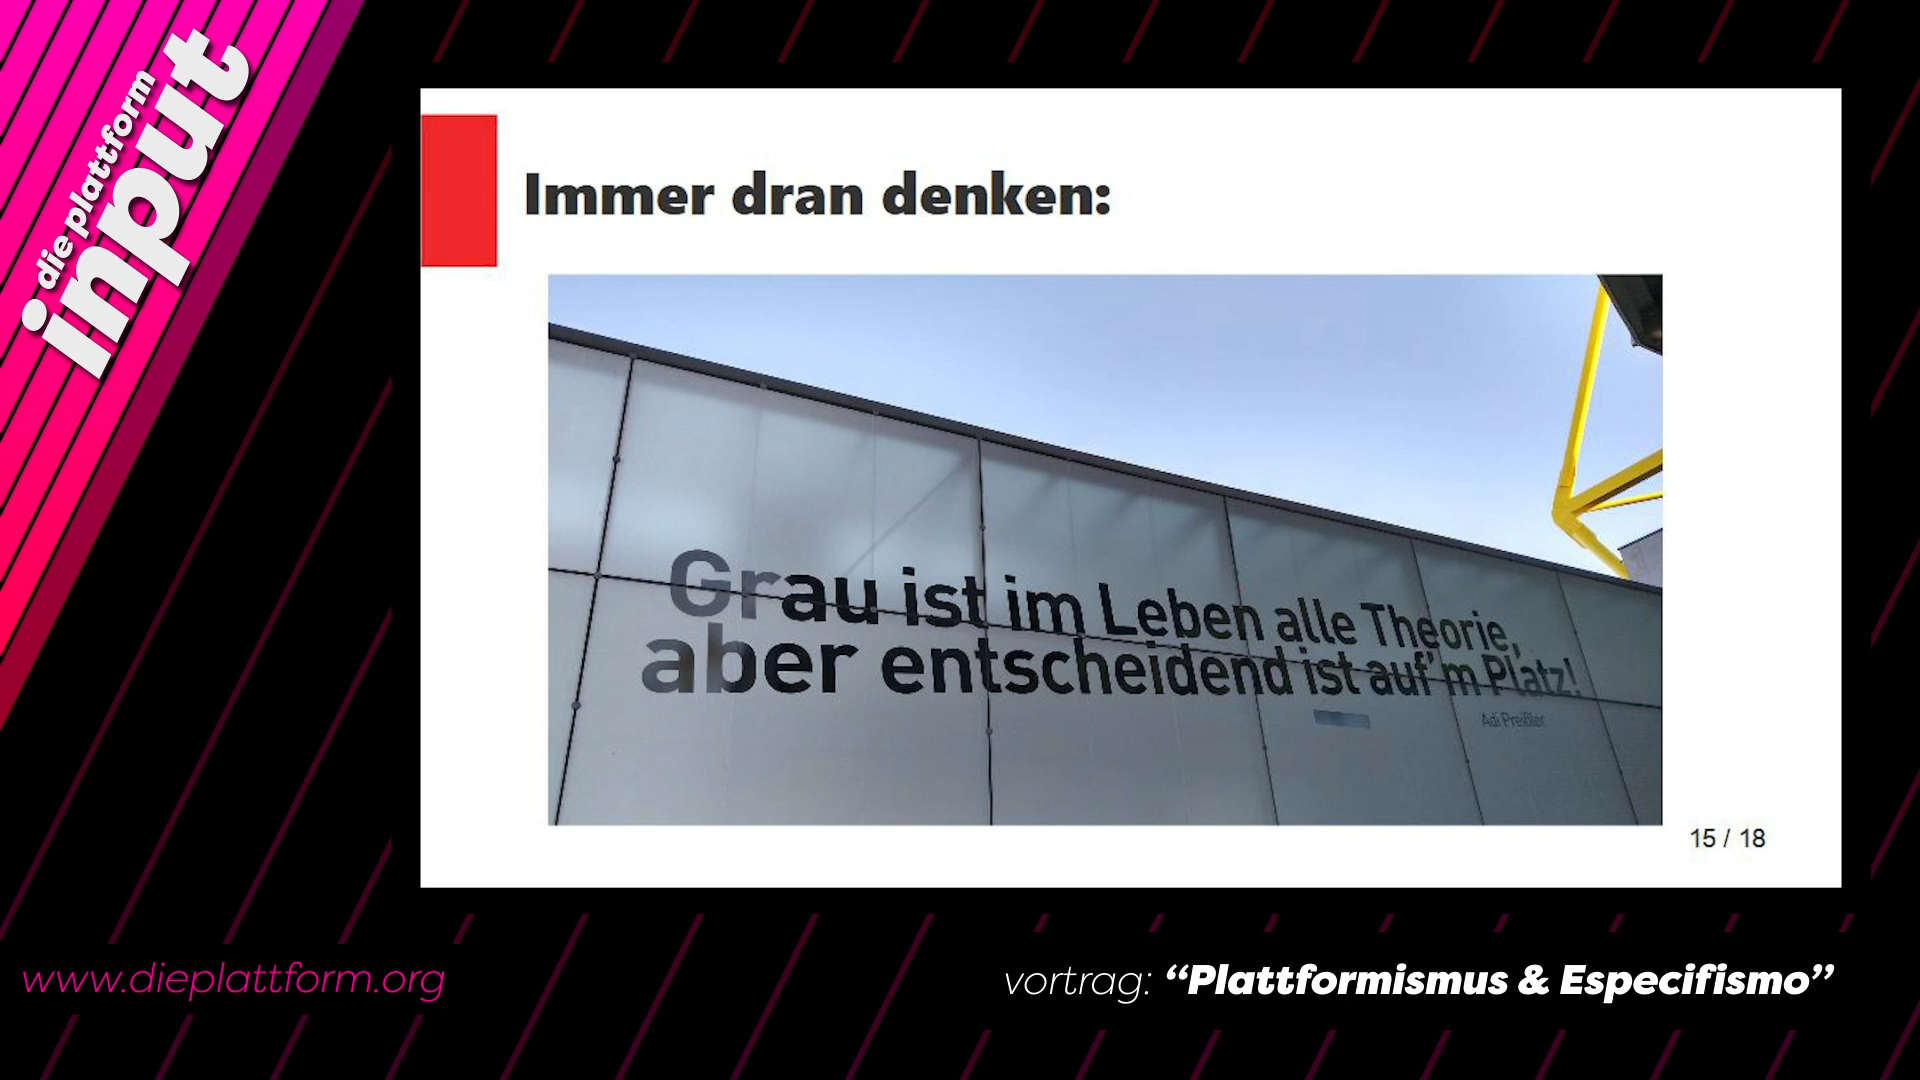 die plattform
input
Immer dran denken:
Grau ist im Leben alle Theorie,
aber entscheidend ist auf'm Platz!
Adi Preißler
15 / 18
www.dieplattform.org
vortrag: “Plattformismus & Especifismo”